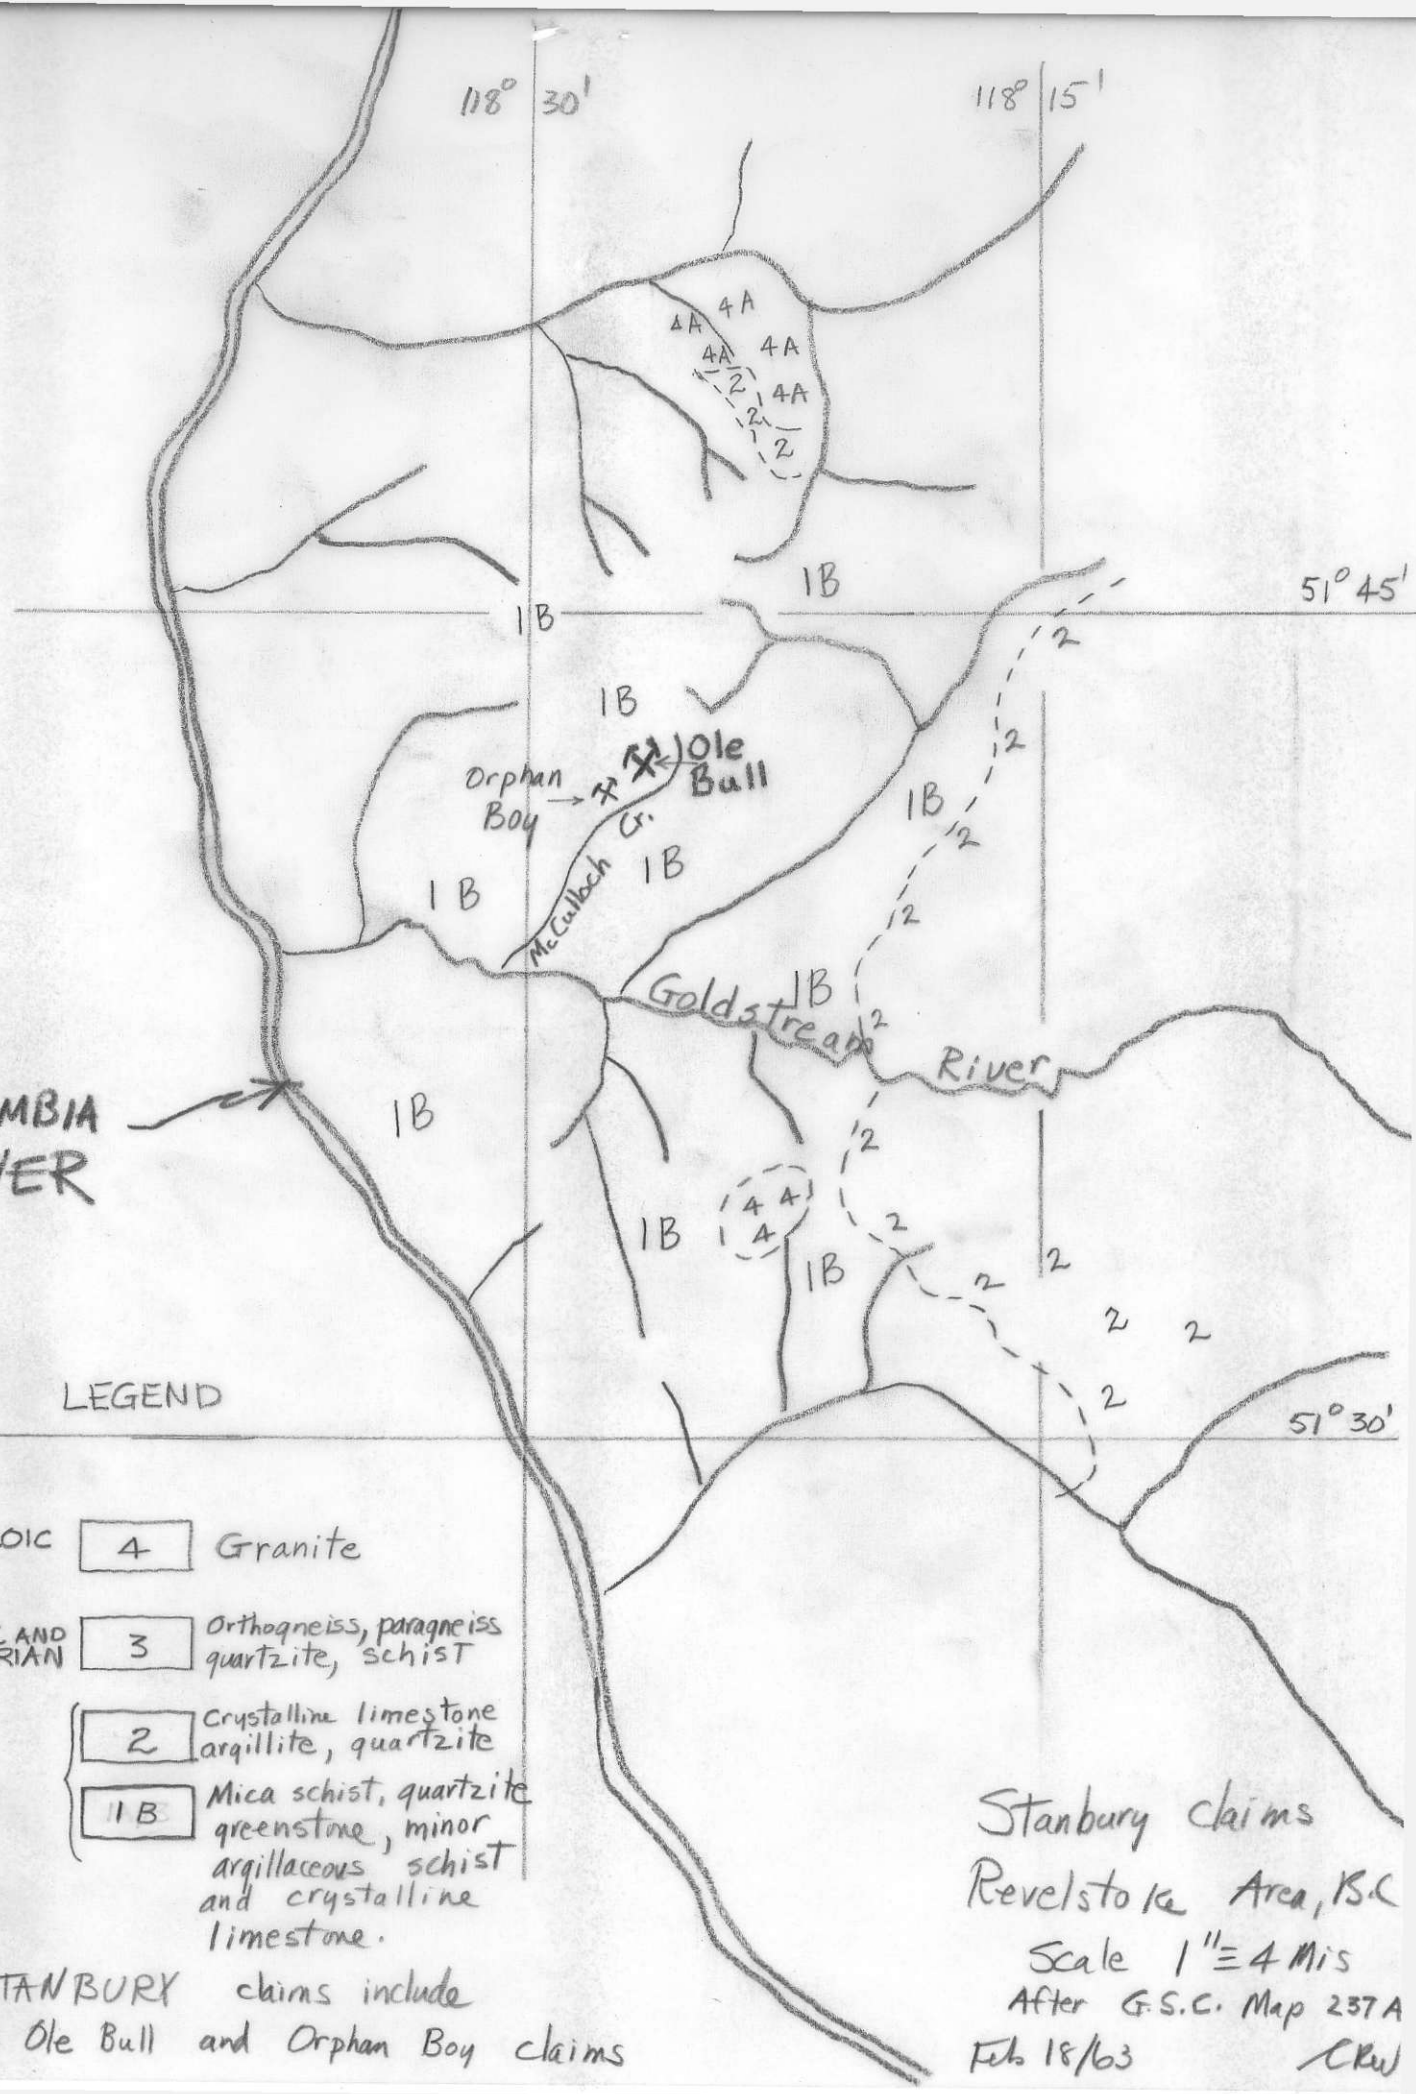 118° 30'
118° 15'
4A
4A
4A
4A
2
4A
2
2
1B
51° 45'
1B
2
1B
2
Ole
Bull
Orphan
Boy
1B
Cr.
2
1B
1B
McCulloch
2
1B
Goldstream
2
River
MBIA
VER
1B
2
4 4
4
1B
2
1B
2
2
2
2
2
LEGEND
51° 30'
OIC 4 Granite
AND
RIAN
3 Orthogneiss, paragneiss
quartzite, schist
2 Crystalline limestone
argillite, quartzite
1B Mica schist, quartzite
greenstone, minor
argillaceous schist
and crystalline
limestone.
TANBURY claims include
Ole Bull and Orphan Boy claims
Stanbury Claims
Revelstoke Area, B.C
Scale 1" ≡ 4 Mis
After G.S.C. Map 237A
Feb 18/63 CRW